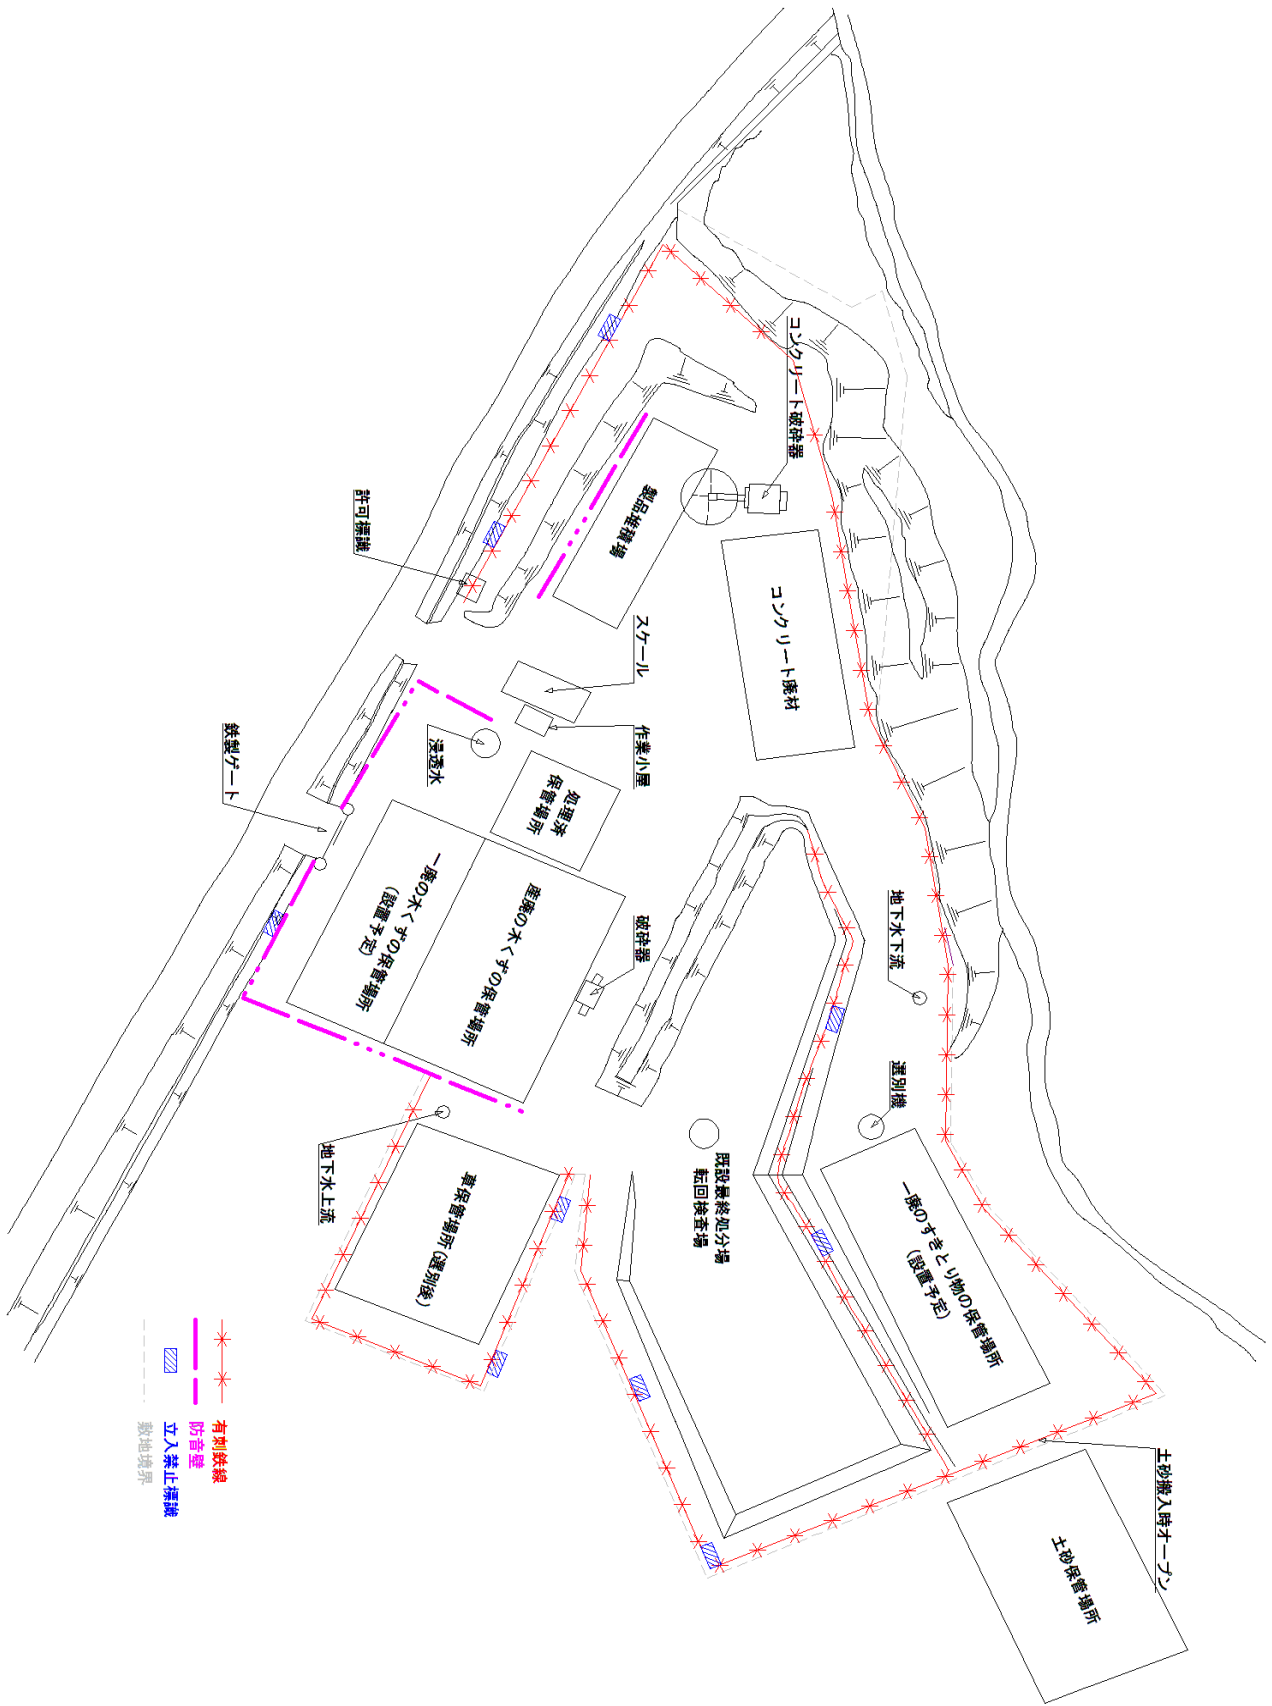 コンクリート破砕器
製品堆積場
許可標識
コンクリート廃材
スケール
作業小屋
浸透水
鉄製ゲート
処理済
保管場所
一廃の木くずの保管場所
(設置予定)
産廃の木くずの保管場所
破砕器
地下水下流
選別機
地下水上流
草保管場所(選別後)
既設最終処分場
転回検査場
一廃のすきとり物の保管場所
(設置予定)
土砂搬入時オープン
土砂保管場所
有刺鉄線
防音壁
立入禁止標識
敷地境界